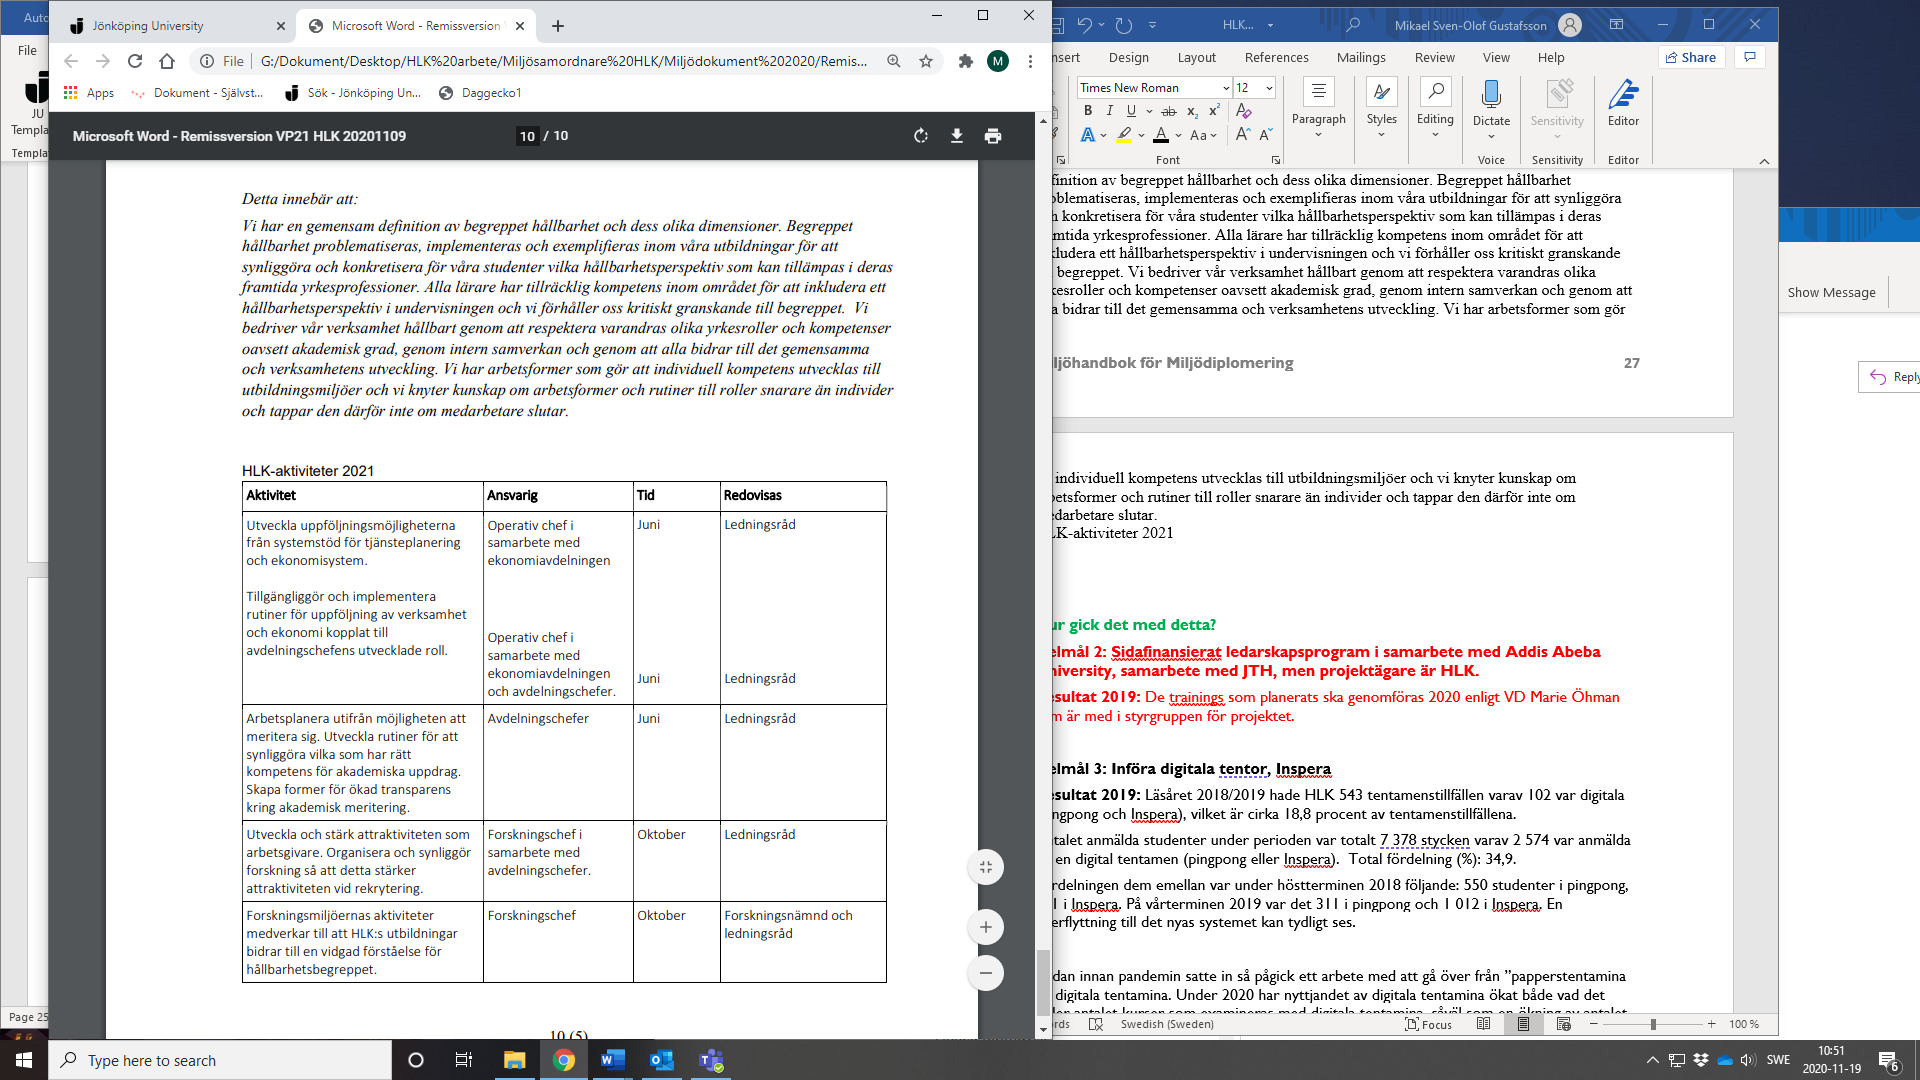 Auto
File
JU
Templ
Templat
Page 25
Jönköping University
Microsoft Word - Remissversion
File
G:/Dokument/Desktop/HLK%20arbete/Miljösamordnare%20HLK/Miljödokument%202020/Remis...
M
Apps
Dokument - Självst...
Sök - Jönköping Un...
Daggecko1
Microsoft Word - Remissversion VP21 HLK 20201109
10 / 10
Detta innebär att:
Vi har en gemensam definition av begreppet hållbarhet och dess olika dimensioner. Begreppet
hållbarhet problematiseras, implementeras och exemplifieras inom våra utbildningar för att
synliggöra och konkretisera för våra studenter vilka hållbarhetsperspektiv som kan tillämpas i deras
framtida yrkesprofessioner. Alla lärare har tillräcklig kompetens inom området för att inkludera ett
hållbarhetsperspektiv i undervisningen och vi förhåller oss kritiskt granskande till begreppet. Vi
bedriver vår verksamhet hållbart genom att respektera varandras olika yrkesroller och kompetenser
oavsett akademisk grad, genom intern samverkan och genom att alla bidrar till det gemensamma
och verksamhetens utveckling. Vi har arbetsformer som gör att individuell kompetens utvecklas till
utbildningsmiljöer och vi knyter kunskap om arbetsformer och rutiner till roller snarare än individer
och tappar den därför inte om medarbetare slutar.
HLK-aktiviteter 2021
Aktivitet Ansvarig Tid Redovisas
Utveckla uppföljningsmöjligheterna
från systemstöd för tjänsteplanering
och ekonomisystem.
Operativ chef i
samarbete med
ekonomiavdelningen
Juni
Ledningsråd
Tillgängliggör och implementera
rutiner för uppföljning av verksamhet
och ekonomi kopplat till
avdelningschefens utvecklade roll.
Operativ chef i
samarbete med
ekonomiavdelningen
och avdelningschefer.
Juni
Ledningsråd
Arbetsplanera utifrån möjligheten att
meritera sig. Utveckla rutiner för att
synliggöra vilka som har rätt
kompetens för akademiska uppdrag.
Skapa former för ökad transparens
kring akademisk meritering.
Avdelningschefer
Juni
Ledningsråd
Utveckla och stärk attraktiviteten som
arbetsgivare. Organisera och synliggör
forskning så att detta stärker
attraktiviteten vid rekrytering.
Forskningschef i
samarbete med
avdelningschefer.
Oktober
Ledningsråd
Forskningsmiljöernas aktiviteter
medverkar till att HLK:s utbildningar
bidrar till en vidgad förståelse för
hållbarhetsbegreppet.
Forskningschef
Oktober
Forskningsnämnd och
ledningsråd
10 (5)
HLK...
Mikael Sven-Olof Gustafsson
nsert Design Layout References Mailings Review View Help
Share
Times New Roman 12
B I U ab x₂ x²
A A Aa A A
Font
Paragraph
Styles
Editing
Dictate
Voice
Sensitivity
Sensitivity
Editor
Editor
finition av begreppet hållbarhet och dess olika dimensioner. Begreppet hållbarhet
oblematiseras, implementeras och exemplifieras inom våra utbildningar för att synliggöra
h konkretisera för våra studenter vilka hållbarhetsperspektiv som kan tillämpas i deras
mtida yrkesprofessioner. Alla lärare har tillräcklig kompetens inom området för att
kludera ett hållbarhetsperspektiv i undervisningen och vi förhåller oss kritiskt granskande
begreppet. Vi bedriver vår verksamhet hållbart genom att respektera varandras olika
kesroller och kompetenser oavsett akademisk grad, genom intern samverkan och genom att
a bidrar till det gemensamma och verksamhetens utveckling. Vi har arbetsformer som gör
ljöhandbok för Miljödiplomering 27
individuell kompetens utvecklas till utbildningsmiljöer och vi knyter kunskap om
betsformer och rutiner till roller snarare än individer och tappar den därför inte om
edarbetare slutar.
LK-aktiviteter 2021
ur gick det med detta?
elmål 2: Sidafinansierat ledarskapsprogram i samarbete med Addis Abeba
niversity, samarbete med JTH, men projektägare är HLK.
esultat 2019: De trainings som planerats ska genomföras 2020 enligt VD Marie Öhman
m är med i styrgruppen för projektet.
elmål 3: Införa digitala tentor, Inspera
esultat 2019: Läsåret 2018/2019 hade HLK 543 tentamenstillfällen varav 102 var digitala
ngpong och Inspera), vilket är cirka 18,8 procent av tentamenstillfällena.
talet anmälda studenter under perioden var totalt 7 378 stycken varav 2 574 var anmälda
en digital tentamen (pingpong eller Inspera). Total fördelning (%): 34,9.
rdelningen dem emellan var under höstterminen 2018 följande: 550 studenter i pingpong,
1 i Inspera. På vårterminen 2019 var det 311 i pingpong och 1 012 i Inspera. En
erflyttning till det nyas systemet kan tydligt ses.
dan innan pandemin satte in så pågick ett arbete med att gå över från ”papperstentamina
digitala tentamina. Under 2020 har nyttjandet av digitala tentamina ökat både vad det
ords
Swedish (Sweden)
Focus
100 %
Show Message
Reply
Type here to search
SWE
10:51
2020-11-19
6